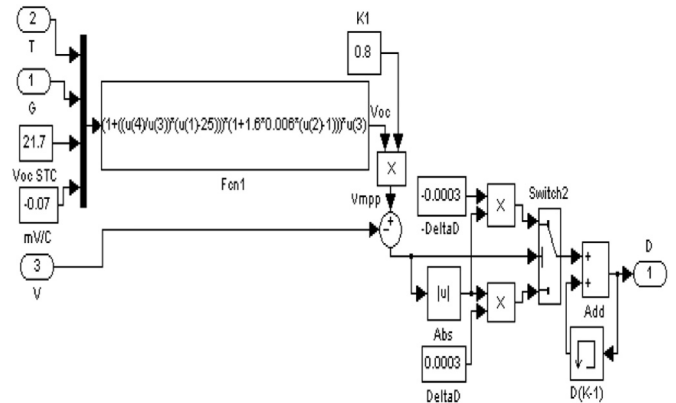 2
T
1
G
21.7
Voc STC
-0.07
mV/C
3
V
(1+((u(4)/u(3))*(u(1)-25)))*(1+1.6*0.006*(u(2)-1)))*u(3)
Fcn1
K1
0.8
Voc
X
Vmpp
+
-
-0.0003
-DeltaD
X
Switch2
|u|
Abs
X
0.0003
DeltaD
+
+
Add
D
1
D(K-1)